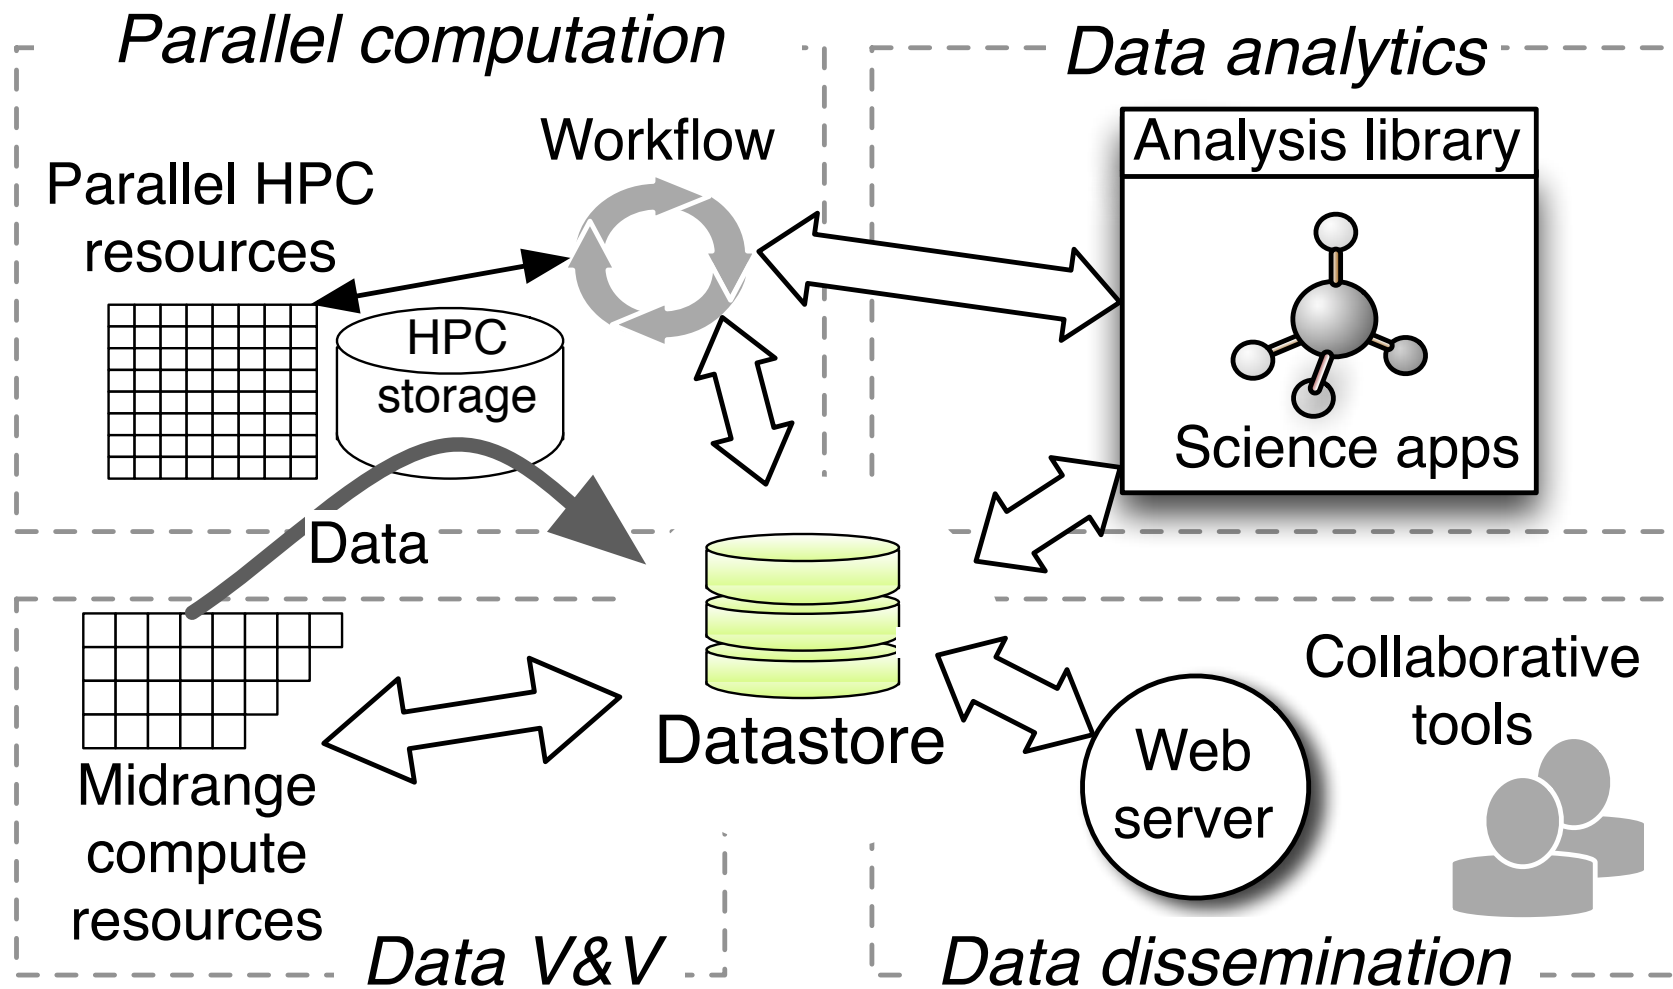 Parallel computation
Data analytics
Workflow
Analysis library
Parallel HPC
resources
HPC
storage
Science apps
Data
Collaborative
tools
Datastore
Web
server
Midrange
compute
resources
Data V&V
Data dissemination